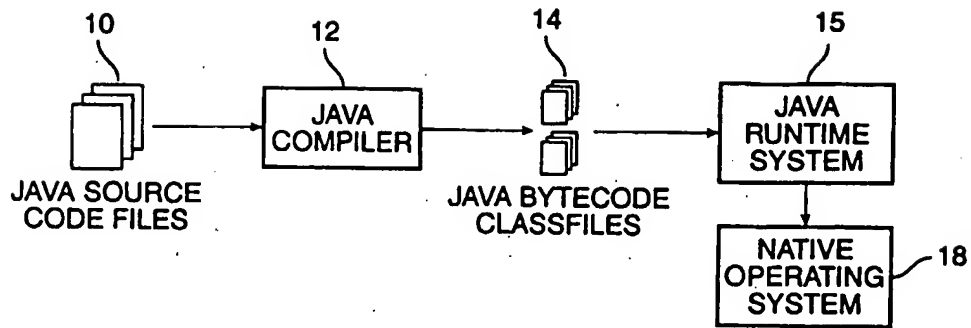 10
12
14
15
JAVA SOURCE
CODE FILES
JAVA
COMPILER
JAVA BYTECODE
CLASSFILES
JAVA
RUNTIME
SYSTEM
NATIVE
OPERATING
SYSTEM
18